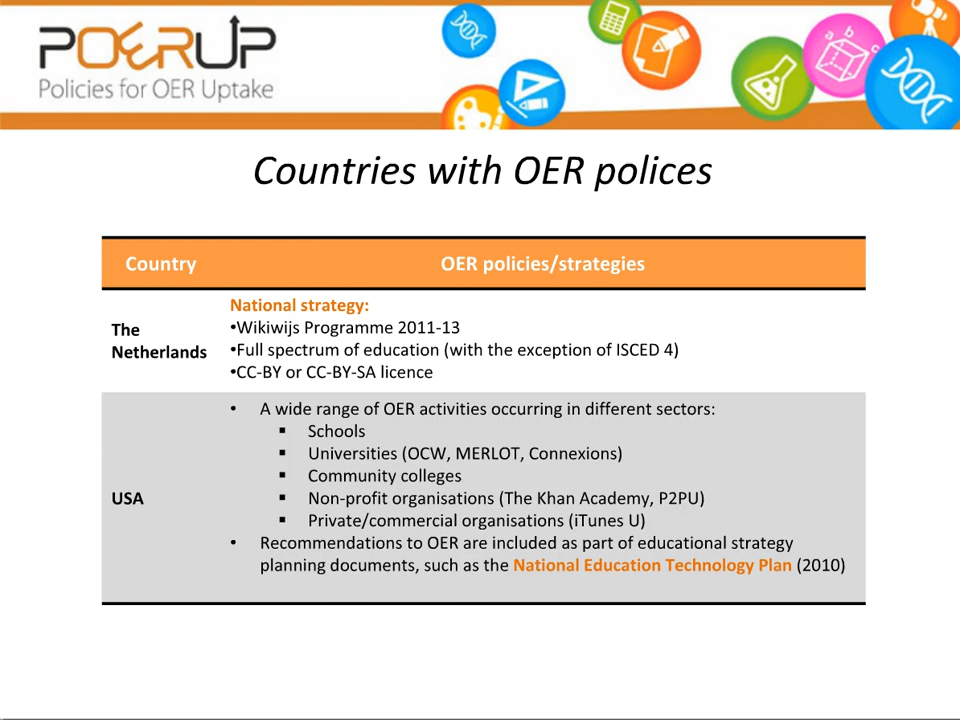 POERUP
Policies for OER Uptake
a b c
Countries with OER polices
Country OER policies/strategies
The
Netherlands
National strategy:
•Wikiwijs Programme 2011-13
•Full spectrum of education (with the exception of ISCED 4)
•CC-BY or CC-BY-SA licence
USA
• A wide range of OER activities occurring in different sectors:
▪ Schools
▪ Universities (OCW, MERLOT, Connexions)
▪ Community colleges
▪ Non-profit organisations (The Khan Academy, P2PU)
▪ Private/commercial organisations (iTunes U)
• Recommendations to OER are included as part of educational strategy
planning documents, such as the National Education Technology Plan (2010)